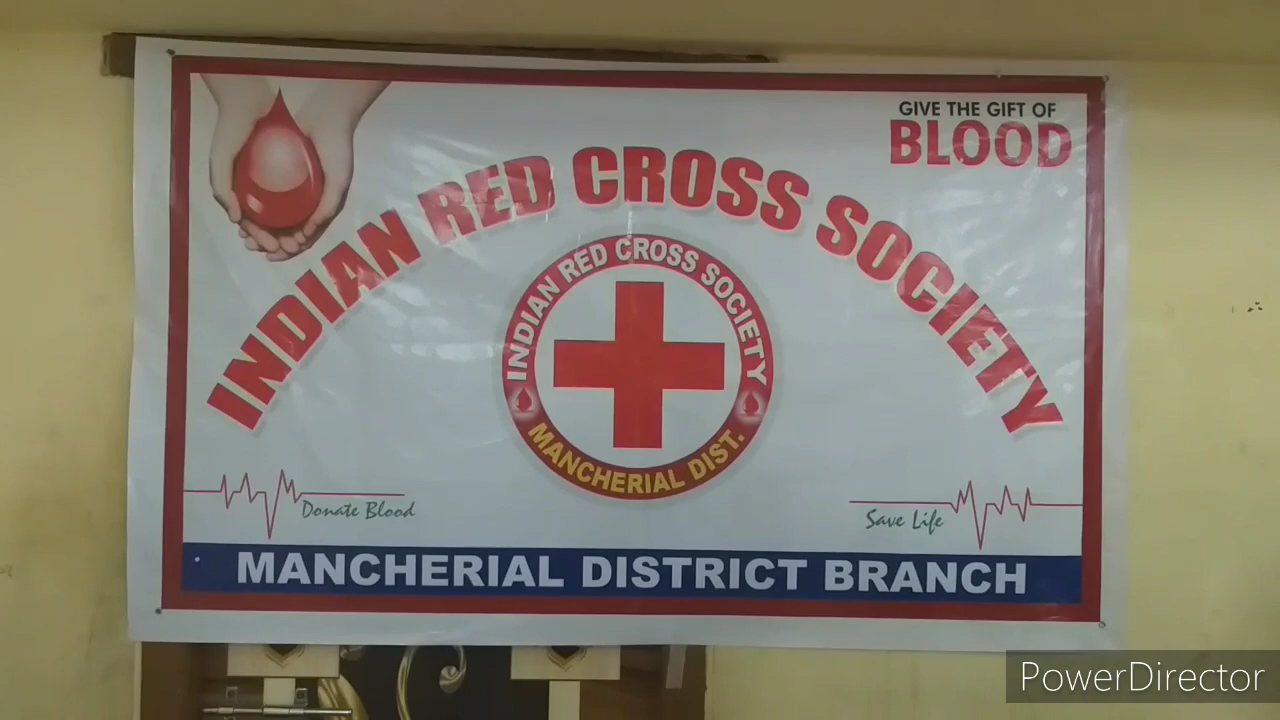 GIVE THE GIFT OF
BLOOD
INDIAN RED CROSS SOCIETY
INDIAN RED CROSS SOCIETY
MANCHERIAL DIST.
Donate Blood
Save Life
MANCHERIAL DISTRICT BRANCH
PowerDirector